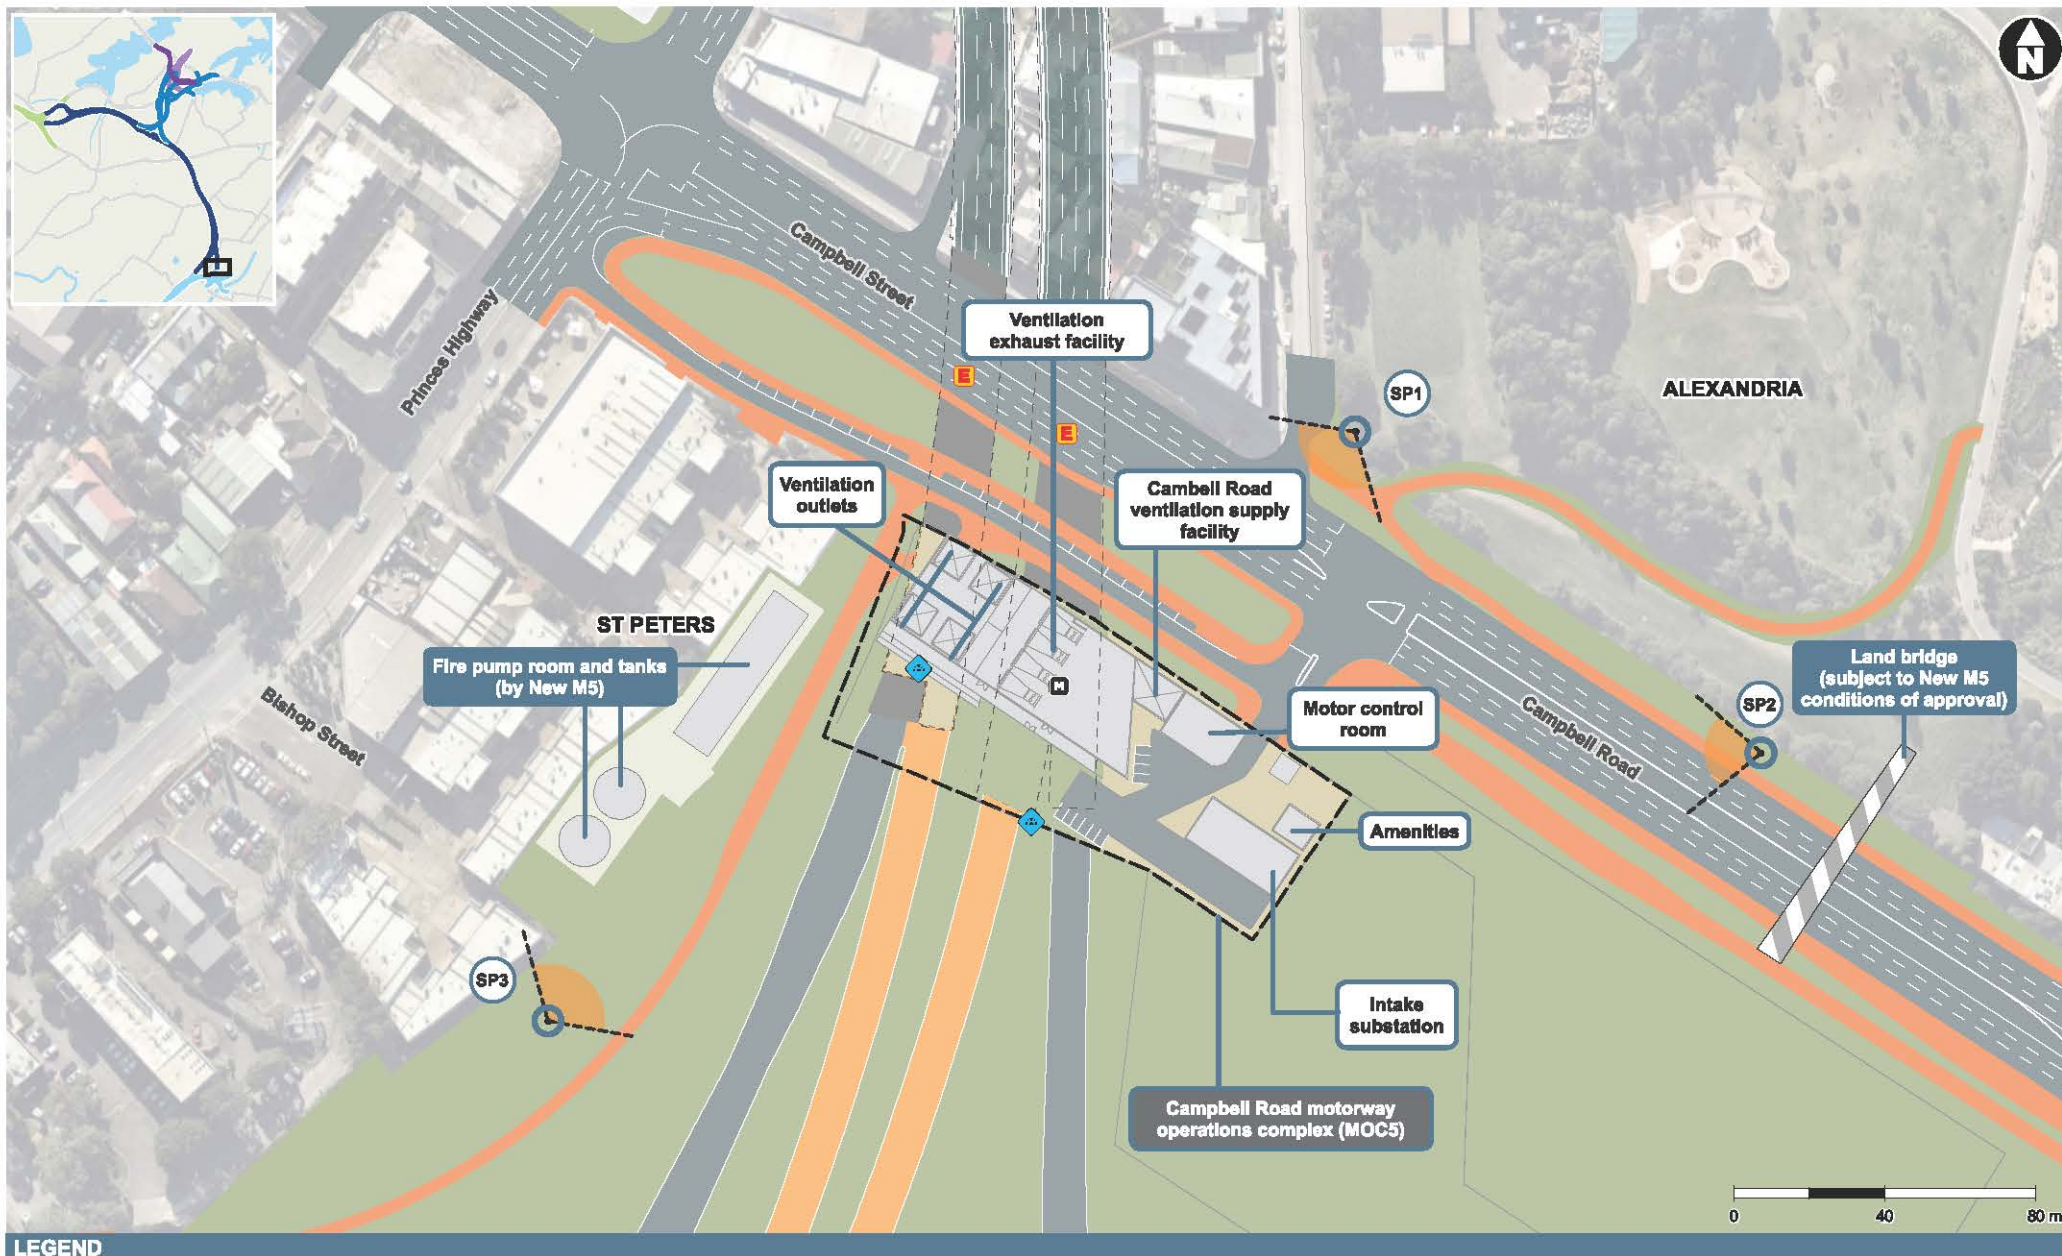 N
Campbell Street
Princes Highway
Ventilation
exhaust facility
E
SP1
ALEXANDRIA
E
Ventilation
outlets
Cambell Road
ventilation supply
facility
ST PETERS
Fire pump room and tanks
(by New M5)
Land bridge
(subject to New M5
conditions of approval)
M
SP2
Motor control
room
Bishop Street
Campbell Road
Amenities
SP3
Intake
substation
Campbell Road motorway
operations complex (MOC5)
0 40 80 m
LEGEND